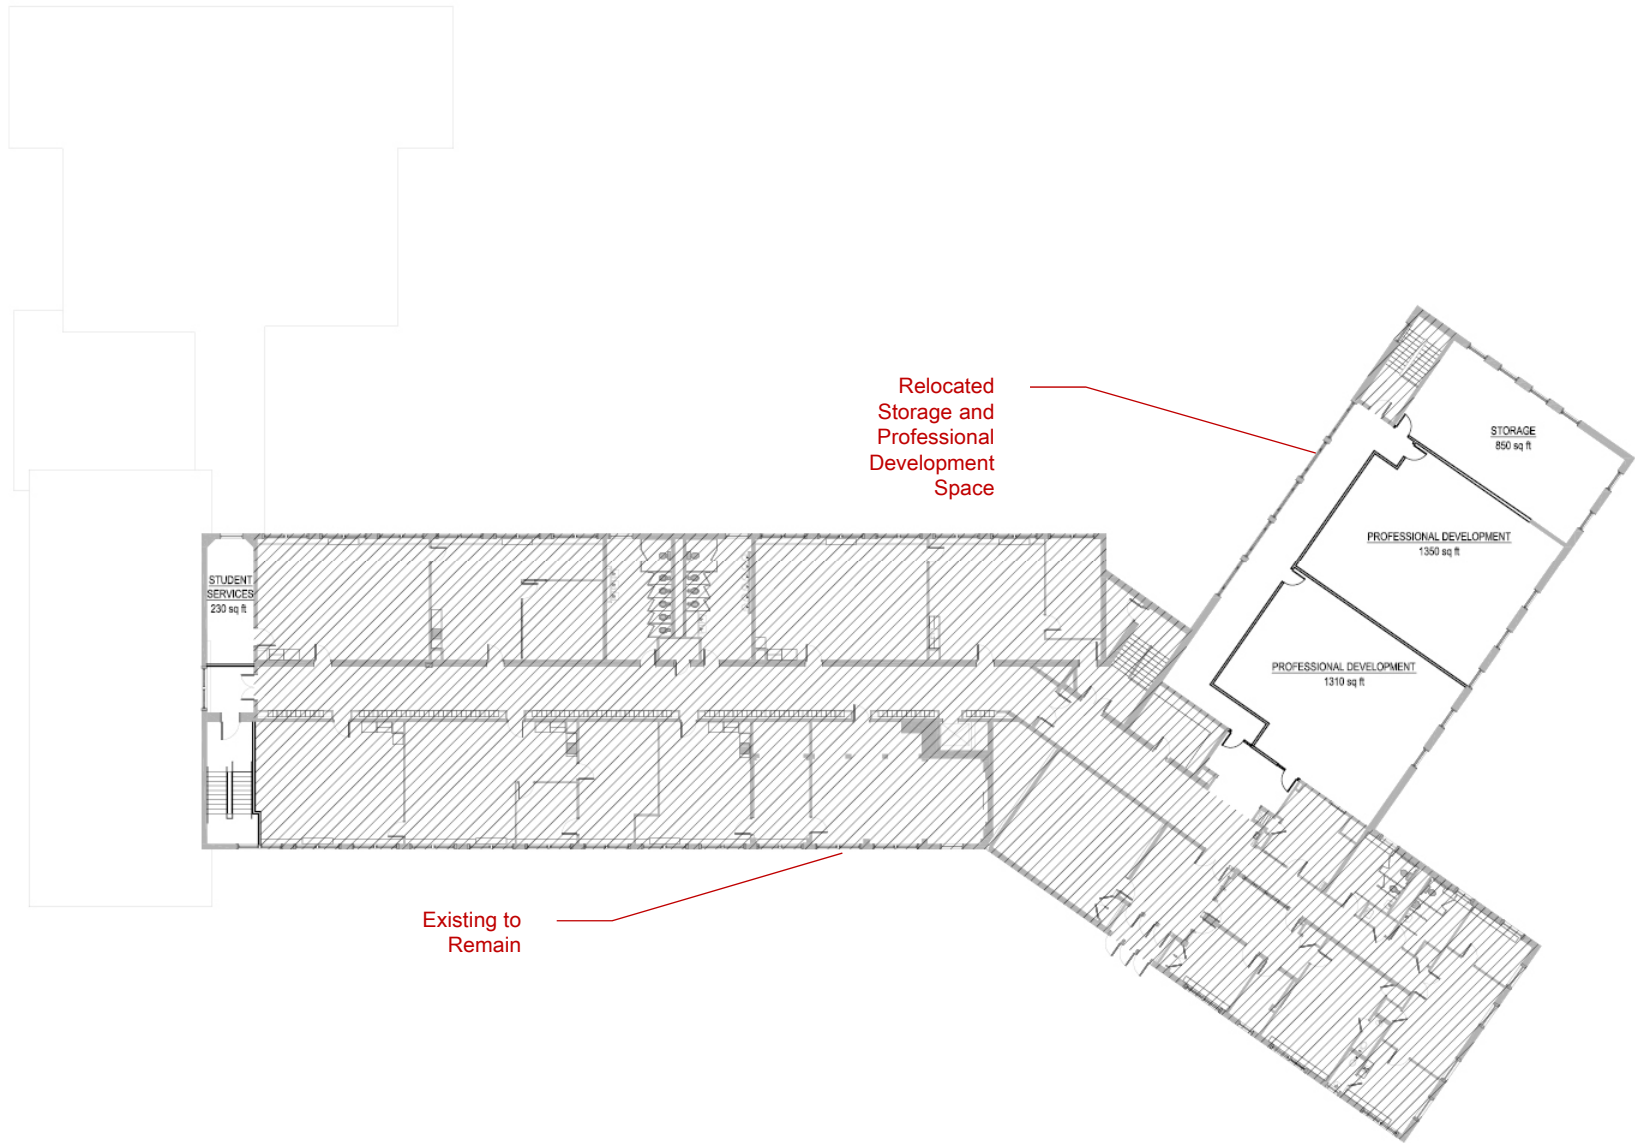 Relocated
Storage and
Professional
Development
Space
STORAGE
850 sq ft
PROFESSIONAL DEVELOPMENT
1350 sq ft
STUDENT
SERVICES
230 sq ft
PROFESSIONAL DEVELOPMENT
1310 sq ft
Existing to
Remain